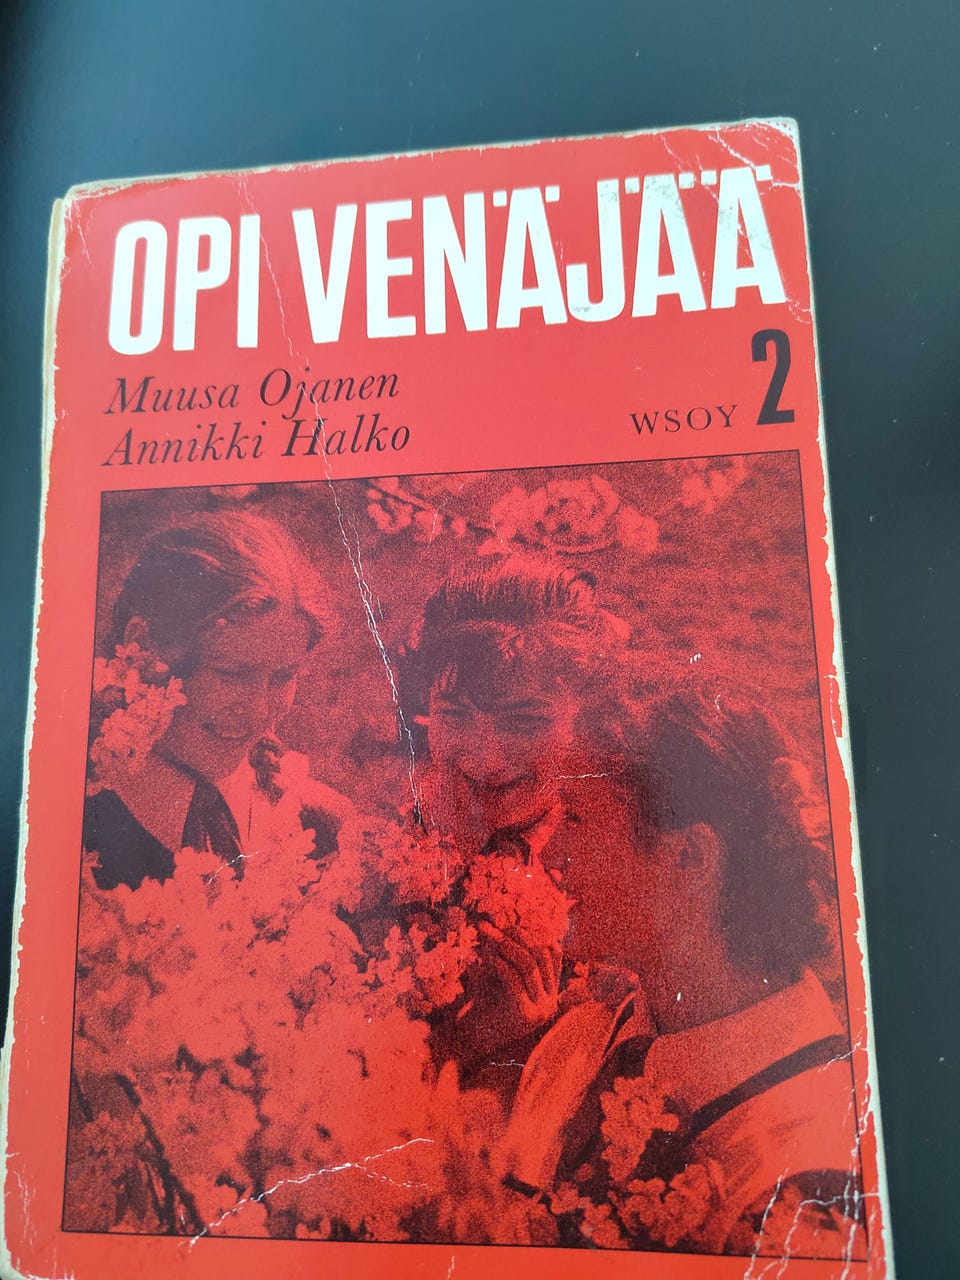 OPI VENÄJÄÄ
Muusa Ojanen
Annikki Halko
WSOY 2